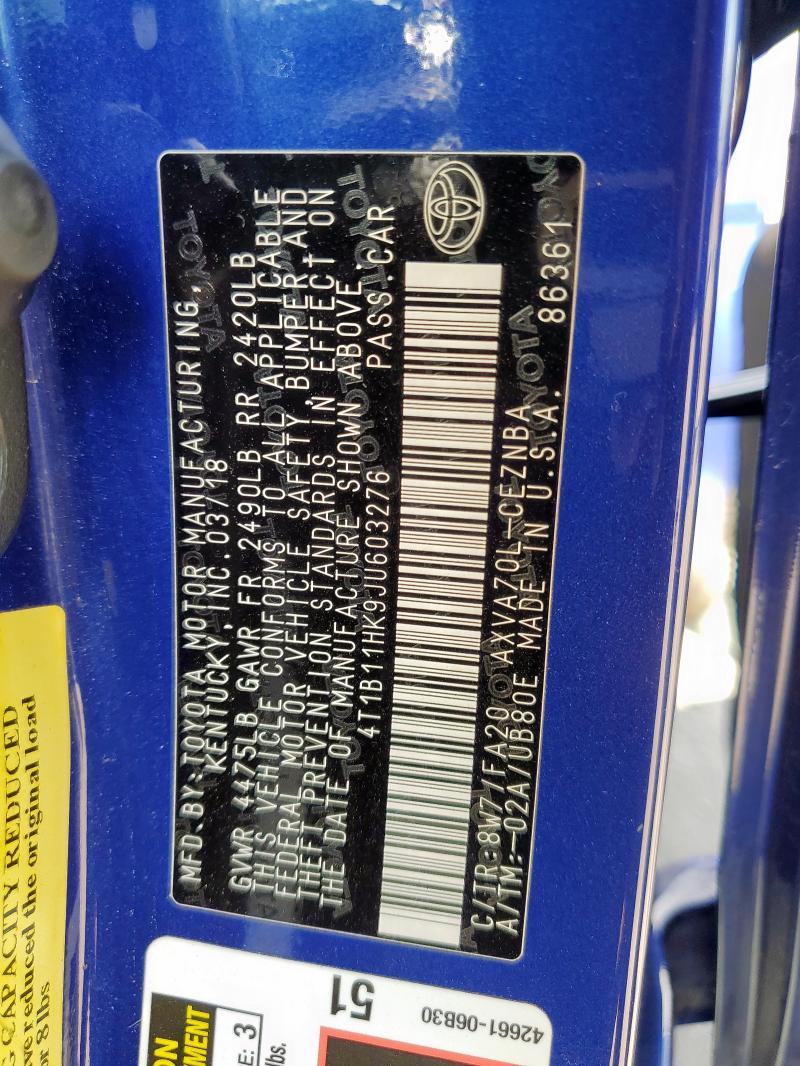 MFD.BY:TOYOTA MOTOR MANUFACTURING,
KENTUCKY, INC. 03/18
GVWR 4475LB GAWR FR 2490LB RR 2420LB
THIS VEHICLE CONFORMS TO ALL APPLICABLE
FEDERAL MOTOR VEHICLE SAFETY, BUMPER AND
THEFT PREVENTION STANDARDS IN EFFECT ON
THE DATE OF MANUFACTURE SHOWN ABOVE.
4T1B11HK9JU603276 PASS.CAR
C/TR:8W7/FA20 AXVA70L-CEZNBA
A/TM:-02A/UB80E MADE IN U.S.A. 86361
CAPACITY REDUCED
reduced the original load
8 lbs
51
42661-06B30
E: 3
lbs.